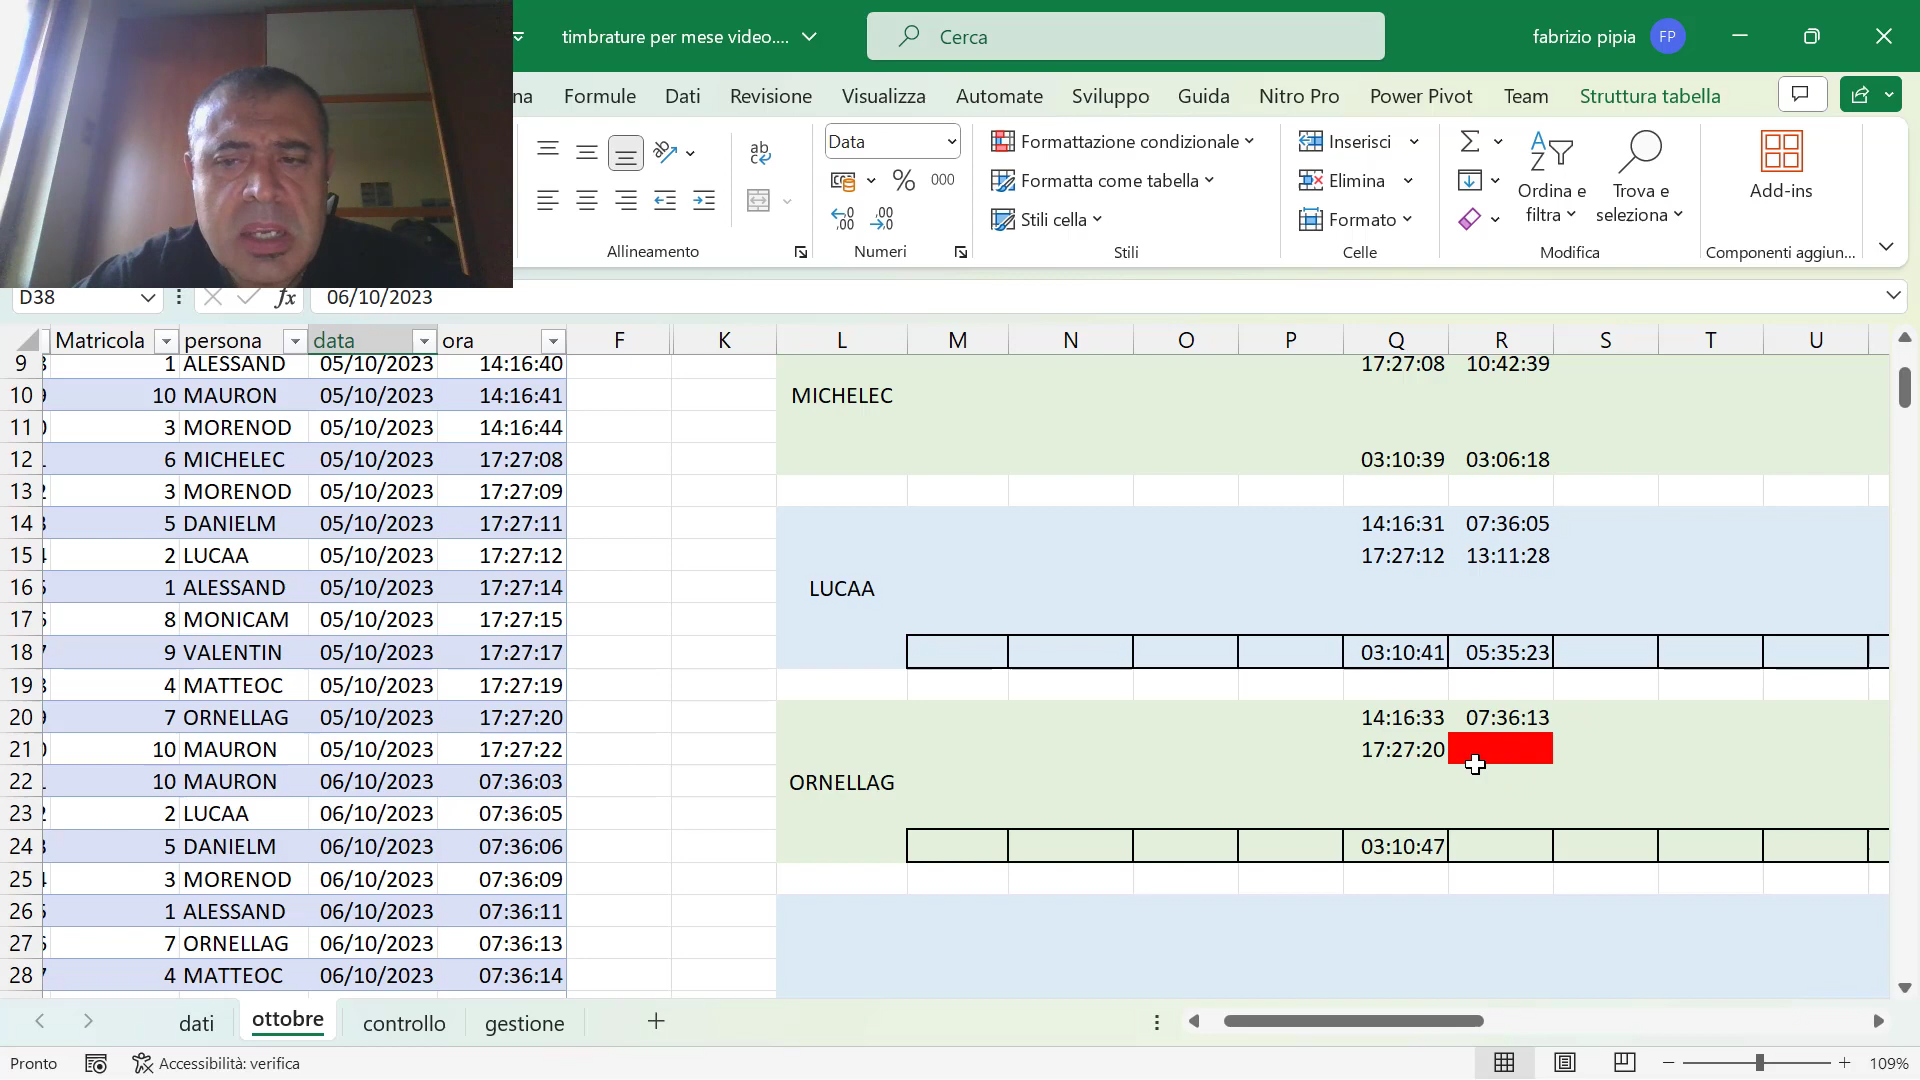 timbrature per mese video....
Cerca
fabrizio pipia
FP
na
Formule
Dati
Revisione
Visualizza
Automate
Sviluppo
Guida
Nitro Pro
Power Pivot
Team
Struttura tabella
Data
Formattazione condizionale
Formatta come tabella
Stili cella
Inserisci
Elimina
Formato
Ordina e filtra
Trova e seleziona
Add-ins
Allineamento
Numeri
Stili
Celle
Modifica
Componenti aggiun...
D38
fx
06/10/2023
Matricola persona data ora F K L M N O P Q R S T U
9 1 ALESSAND 05/10/2023 14:16:40 17:27:08 10:42:39
10 10 MAURON 05/10/2023 14:16:41 MICHELEC
11 3 MORENOD 05/10/2023 14:16:44
12 6 MICHELEC 05/10/2023 17:27:08 03:10:39 03:06:18
13 3 MORENOD 05/10/2023 17:27:09
14 5 DANIELM 05/10/2023 17:27:11 14:16:31 07:36:05
15 2 LUCAA 05/10/2023 17:27:12 17:27:12 13:11:28
16 1 ALESSAND 05/10/2023 17:27:14 LUCAA
17 8 MONICAM 05/10/2023 17:27:15
18 9 VALENTIN 05/10/2023 17:27:17 03:10:41 05:35:23
19 4 MATTEOC 05/10/2023 17:27:19
20 7 ORNELLAG 05/10/2023 17:27:20 14:16:33 07:36:13
21 10 MAURON 05/10/2023 17:27:22 17:27:20
22 10 MAURON 06/10/2023 07:36:03 ORNELLAG
23 2 LUCAA 06/10/2023 07:36:05
24 5 DANIELM 06/10/2023 07:36:06 03:10:47
25 3 MORENOD 06/10/2023 07:36:09
26 1 ALESSAND 06/10/2023 07:36:11
27 7 ORNELLAG 06/10/2023 07:36:13
28 4 MATTEOC 06/10/2023 07:36:14
dati
ottobre
controllo
gestione
Pronto
Accessibilità: verifica
109%